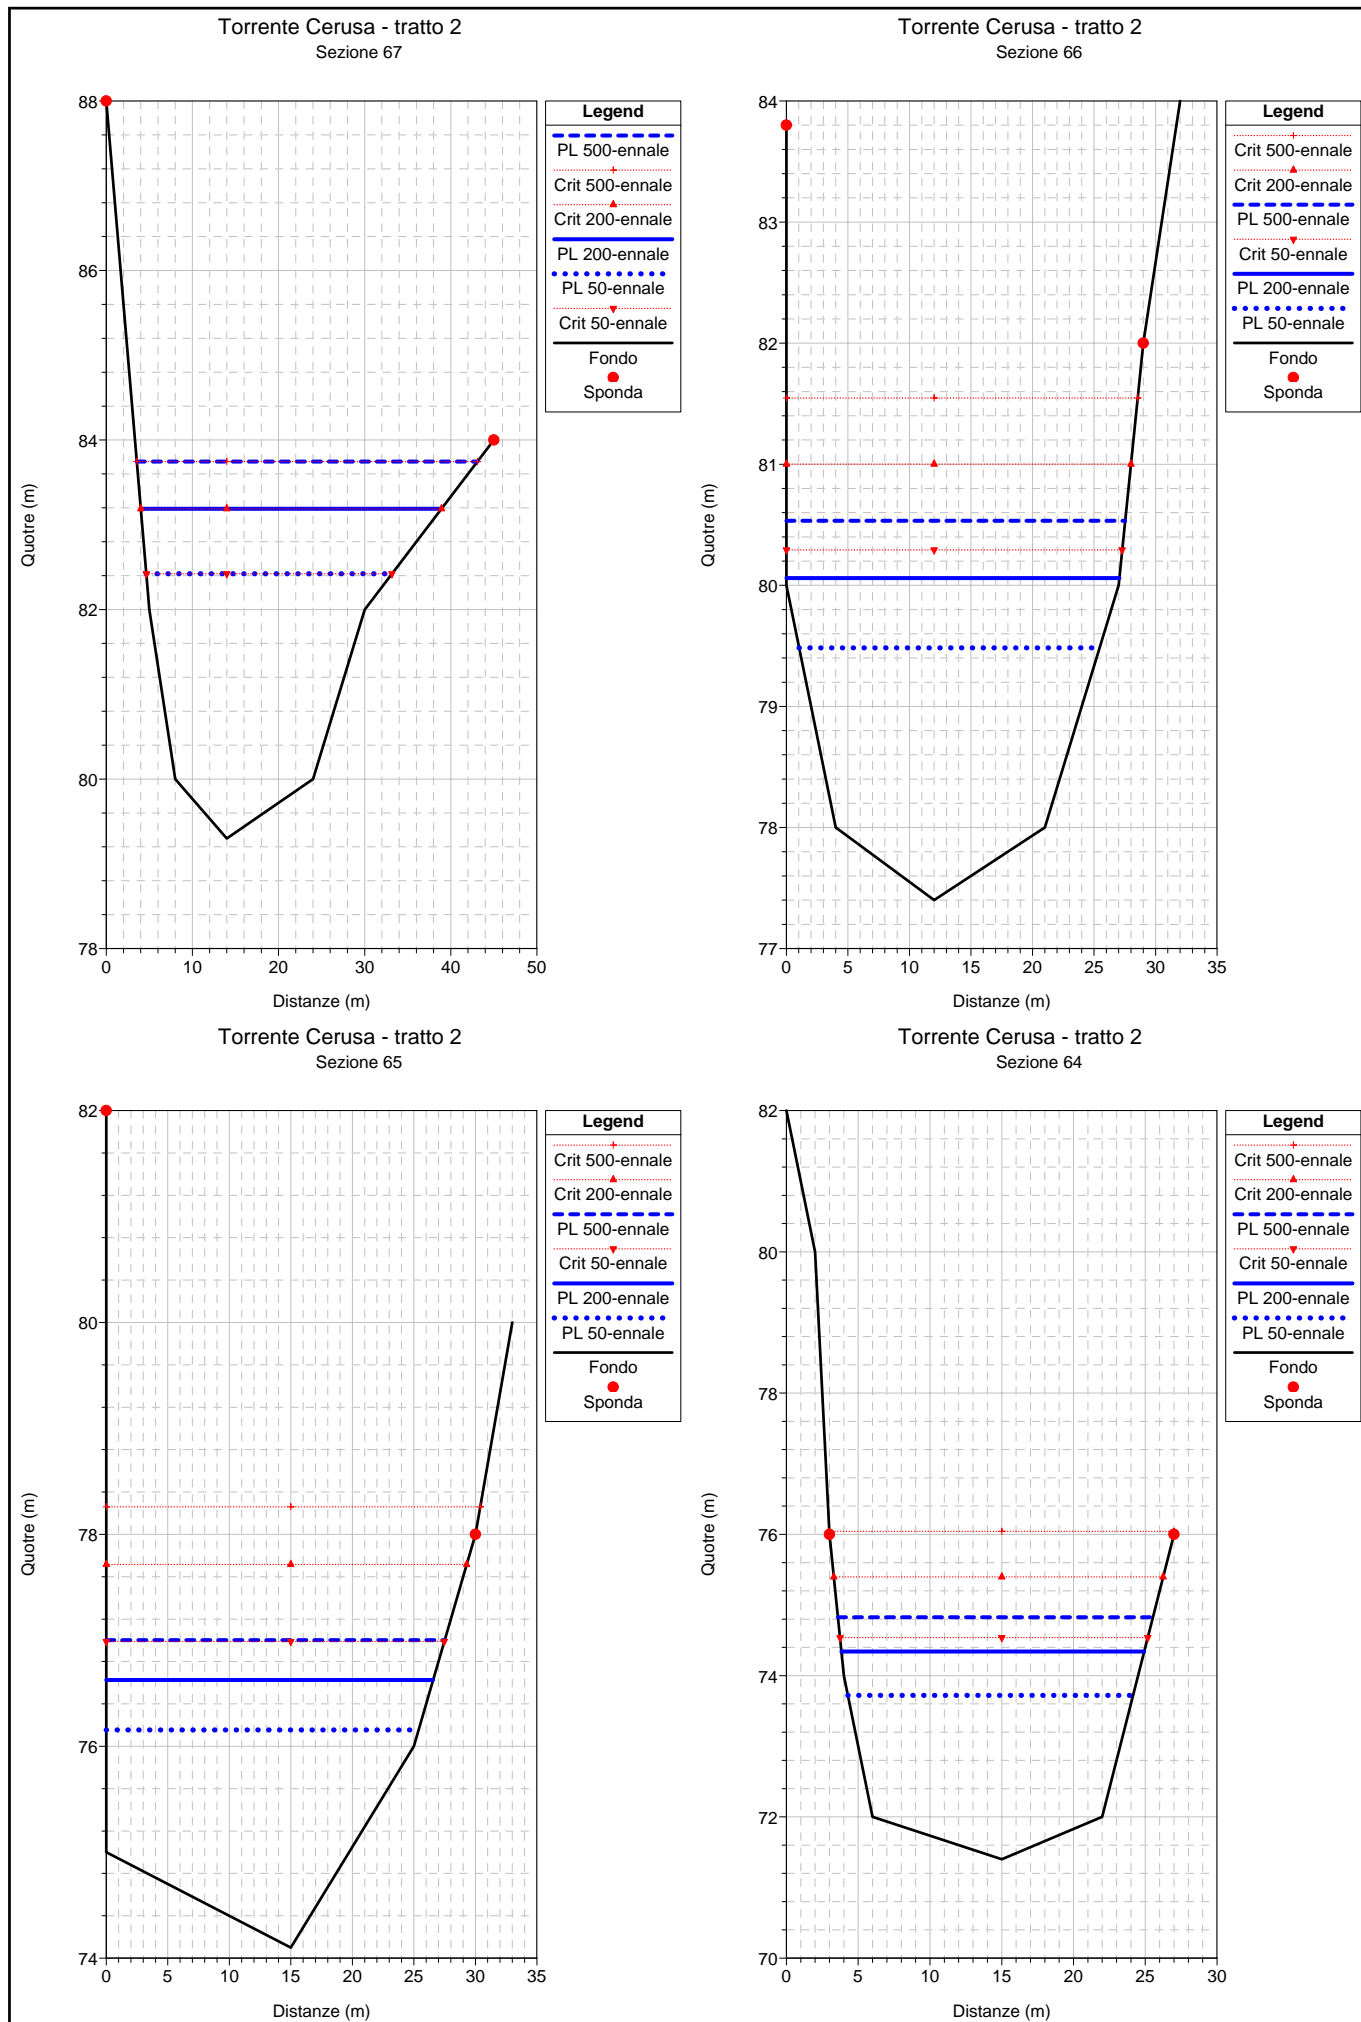 Torrente Cerusa - tratto 2
Sezione 67
88
86
84
82
80
78
Quotre (m)
0 10 20 30 40 50
Distanze (m)
Legend
PL 500-ennale
Crit 500-ennale
Crit 200-ennale
PL 200-ennale
PL 50-ennale
Crit 50-ennale
Fondo
Sponda
Torrente Cerusa - tratto 2
Sezione 66
84
83
82
81
80
79
78
77
Quotre (m)
0 5 10 15 20 25 30 35
Distanze (m)
Legend
Crit 500-ennale
Crit 200-ennale
PL 500-ennale
Crit 50-ennale
PL 200-ennale
PL 50-ennale
Fondo
Sponda
Torrente Cerusa - tratto 2
Sezione 65
82
80
78
76
74
Quotre (m)
0 5 10 15 20 25 30 35
Distanze (m)
Legend
Crit 500-ennale
Crit 200-ennale
PL 500-ennale
Crit 50-ennale
PL 200-ennale
PL 50-ennale
Fondo
Sponda
Torrente Cerusa - tratto 2
Sezione 64
82
80
78
76
74
72
70
Quotre (m)
0 5 10 15 20 25 30
Distanze (m)
Legend
Crit 500-ennale
Crit 200-ennale
PL 500-ennale
Crit 50-ennale
PL 200-ennale
PL 50-ennale
Fondo
Sponda